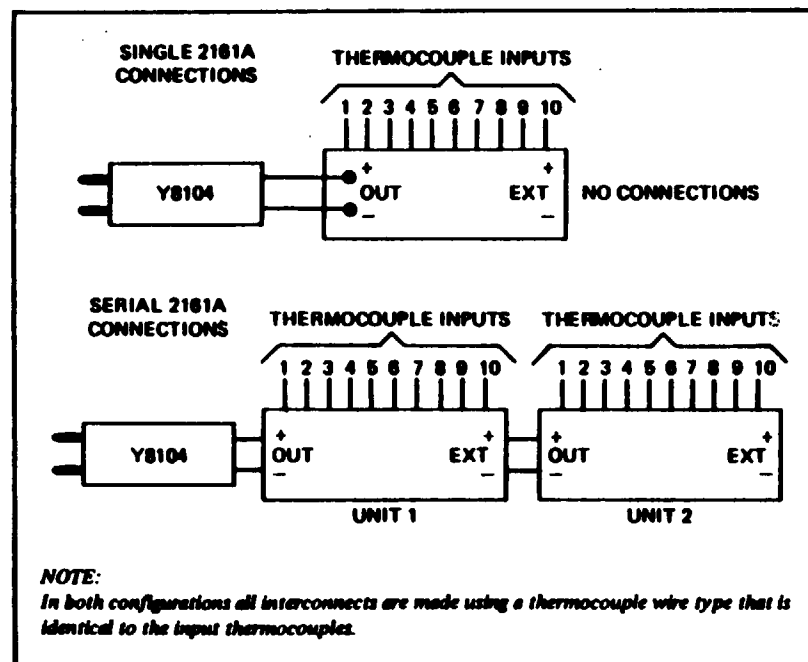 SINGLE 2161A
CONNECTIONS
THERMOCOUPLE INPUTS
1 2 3 4 5 6 7 8 9 10
Y8104
+
OUT
−
+
EXT
−
NO CONNECTIONS
SERIAL 2161A
CONNECTIONS
THERMOCOUPLE INPUTS
THERMOCOUPLE INPUTS
1 2 3 4 5 6 7 8 9 10
1 2 3 4 5 6 7 8 9 10
Y8104
+
OUT
−
+
EXT
−
+
OUT
−
+
EXT
−
UNIT 1
UNIT 2
NOTE:
In both configurations all interconnects are made using a thermocouple wire type that is
identical to the input thermocouples.